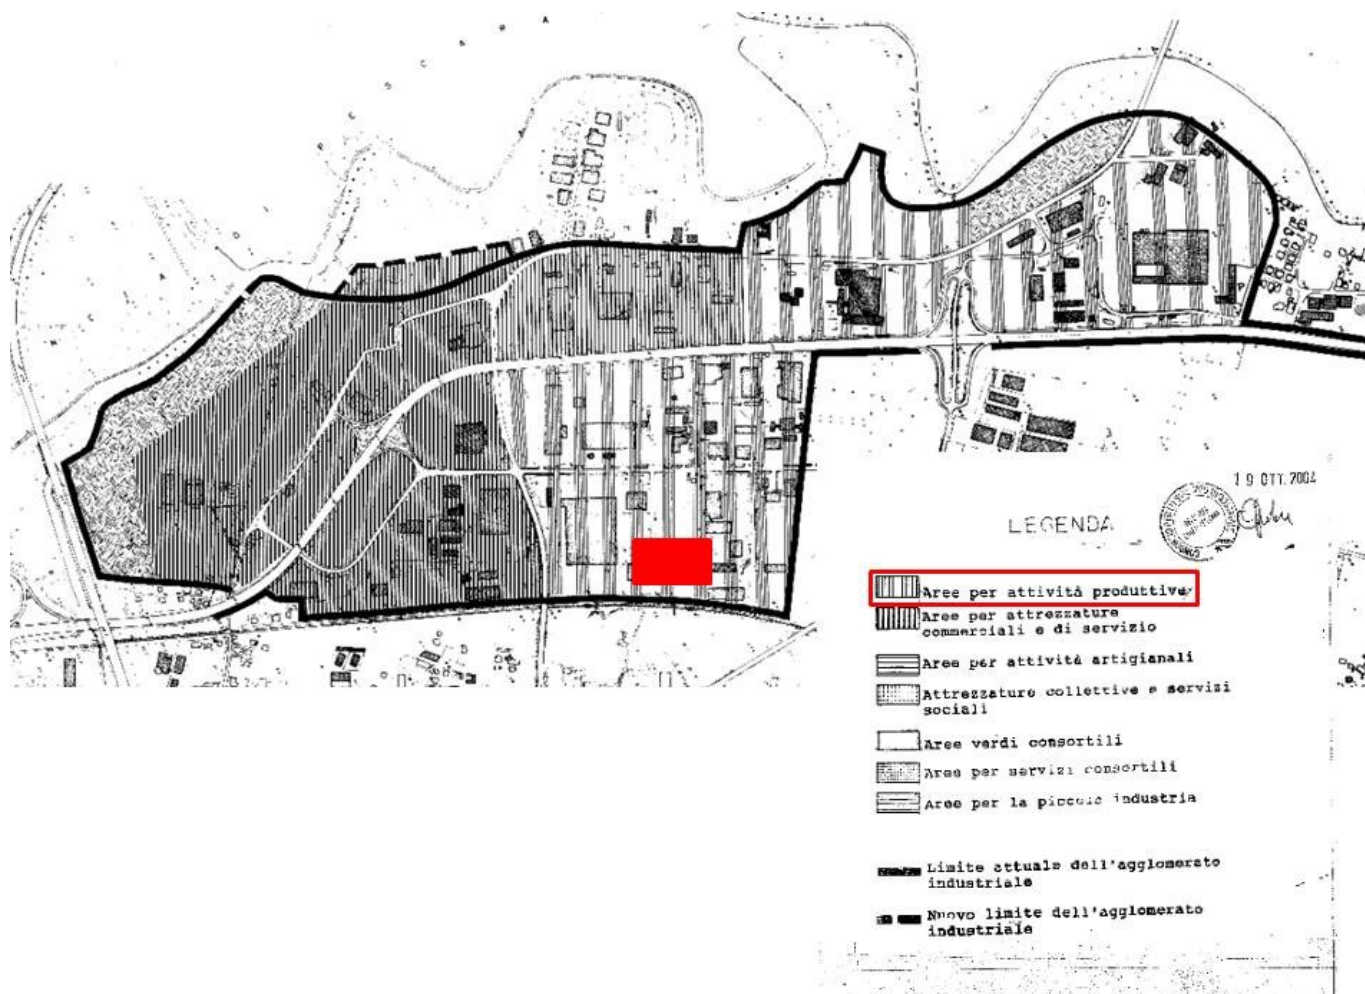 PESCARA
19 OTT. 2004
LEGENDA
Aree per attività produttive
Aree per attrezzature
commerciali e di servizio
Aree per attività artigianali
Attrezzature collettive e servizi
sociali
Aree verdi consortili
Aree per servizi consortili
Aree per la piccola industria
Limite attuale dell'agglomerato
industriale
Nuovo limite dell'agglomerato
industriale